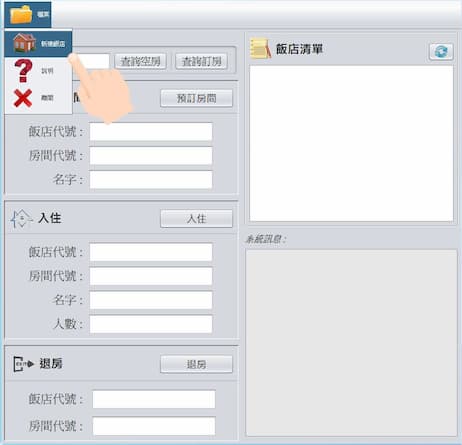 檔案
新增飯店
說明
離開
查詢空房
查詢訂房
間
預訂房間
飯店代號：
房間代號：
名字：
入住
入住
飯店代號：
房間代號：
名字：
人數：
退房
退房
飯店代號：
房間代號：
飯店清單
系統訊息：